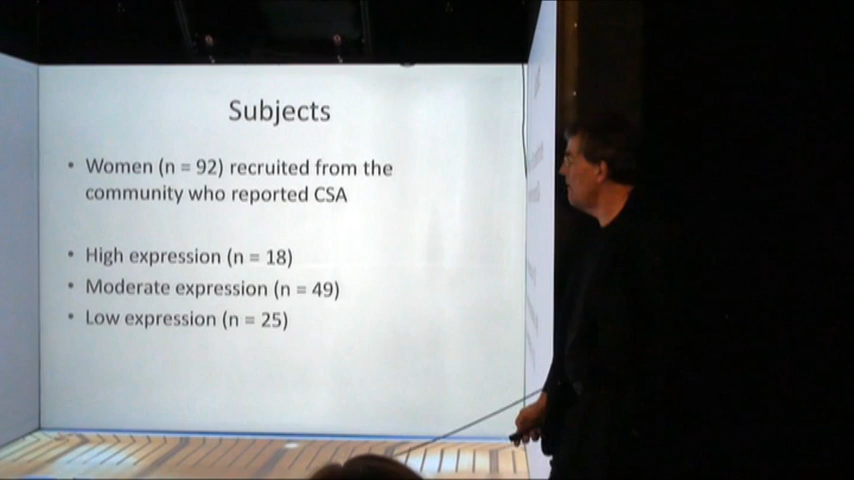 Subjects
• Women (n = 92) recruited from the
community who reported CSA
• High expression (n = 18)
• Moderate expression (n = 49)
• Low expression (n = 25)